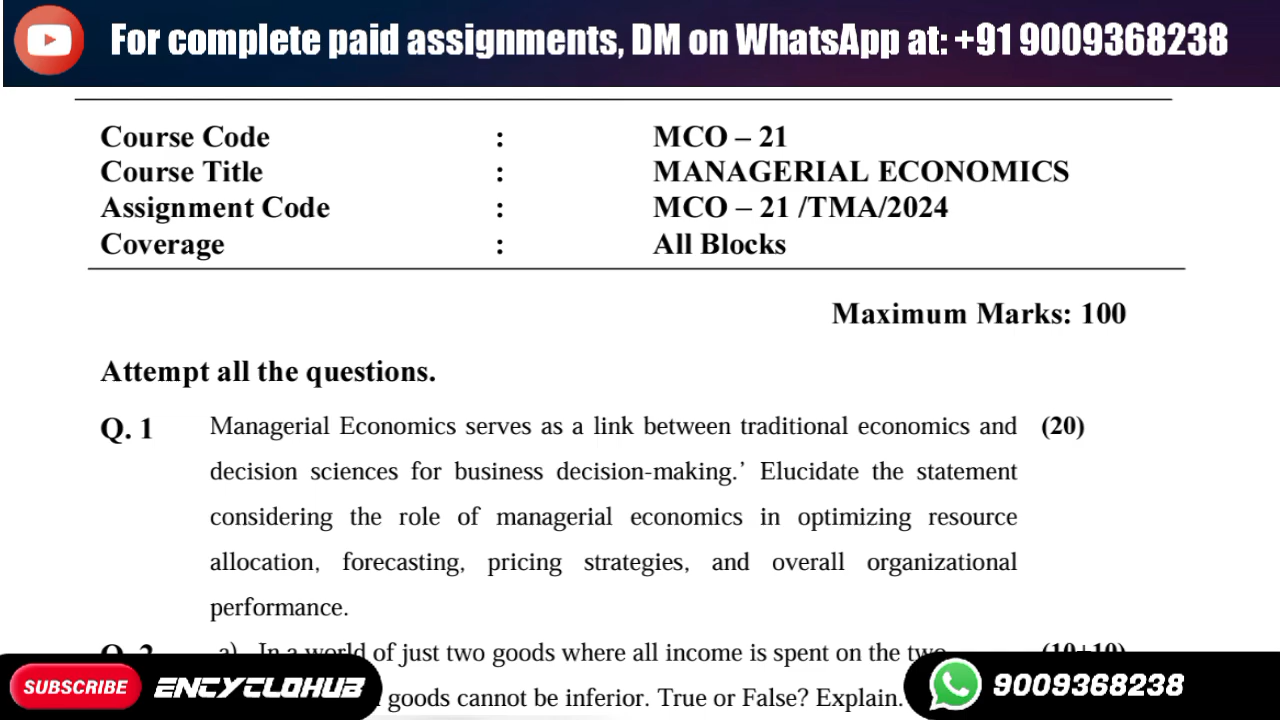 For complete paid assignments, DM on WhatsApp at: +91 9009368238
Course Code : MCO – 21
Course Title : MANAGERIAL ECONOMICS
Assignment Code : MCO – 21 /TMA/2024
Coverage : All Blocks
Maximum Marks: 100
Attempt all the questions.
Q. 1 Managerial Economics serves as a link between traditional economics and (20)
decision sciences for business decision-making.’ Elucidate the statement
considering the role of managerial economics in optimizing resource
allocation, forecasting, pricing strategies, and overall organizational
performance.
Q. 2 a) In a world of just two goods where all income is spent on the two (10+10)
goods cannot be inferior. True or False? Explain.
SUBSCRIBE ENCYCLOHUB
9009368238